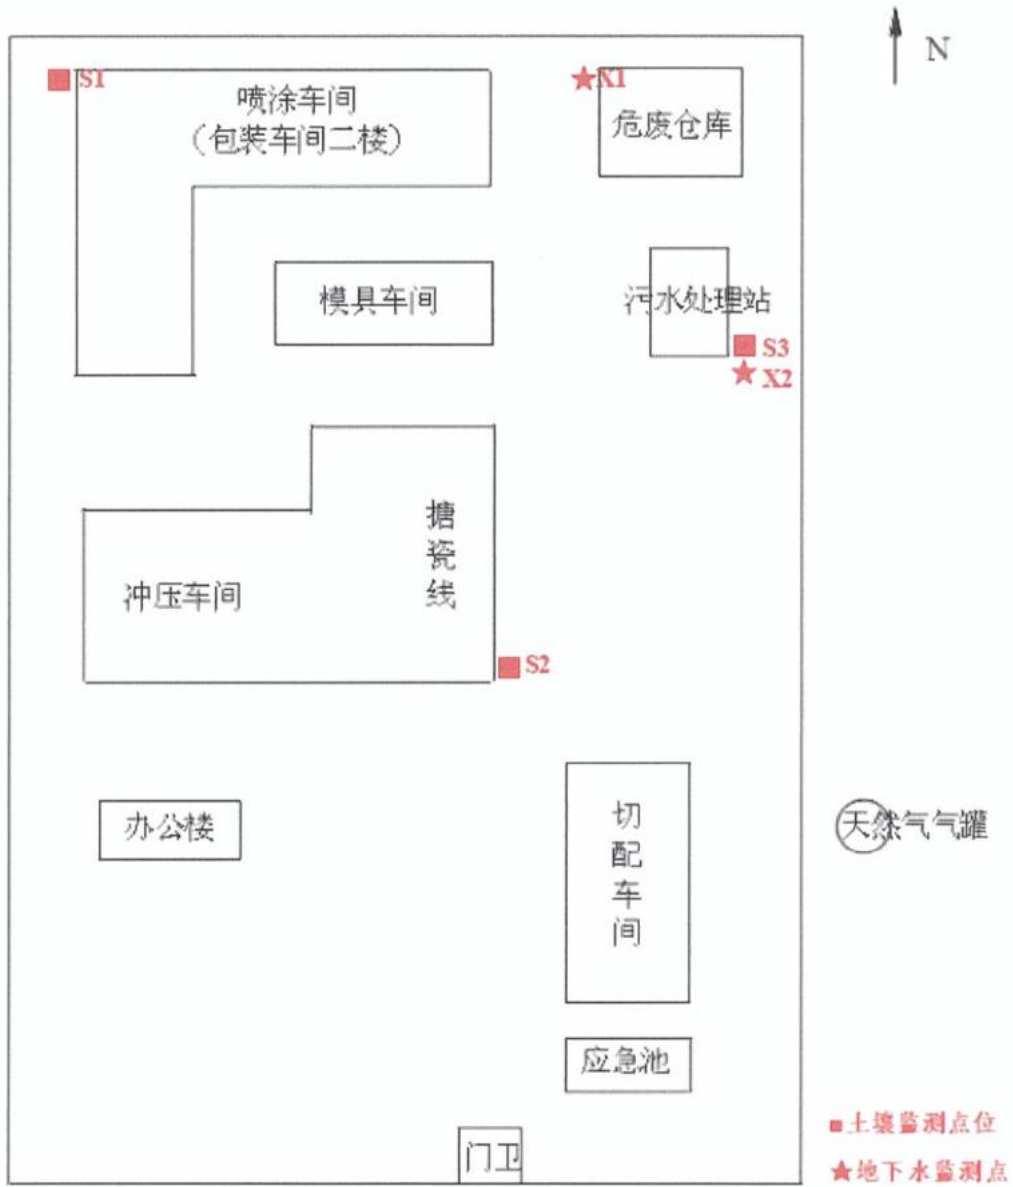 N
S1
喷涂车间
(包装车间二楼)
X1
危废仓库
模具车间
污水处理站
S3
X2
搪瓷线
冲压车间
S2
办公楼
切配车间
天然气气罐
应急池
门卫
土壤监测点位
地下水监测点